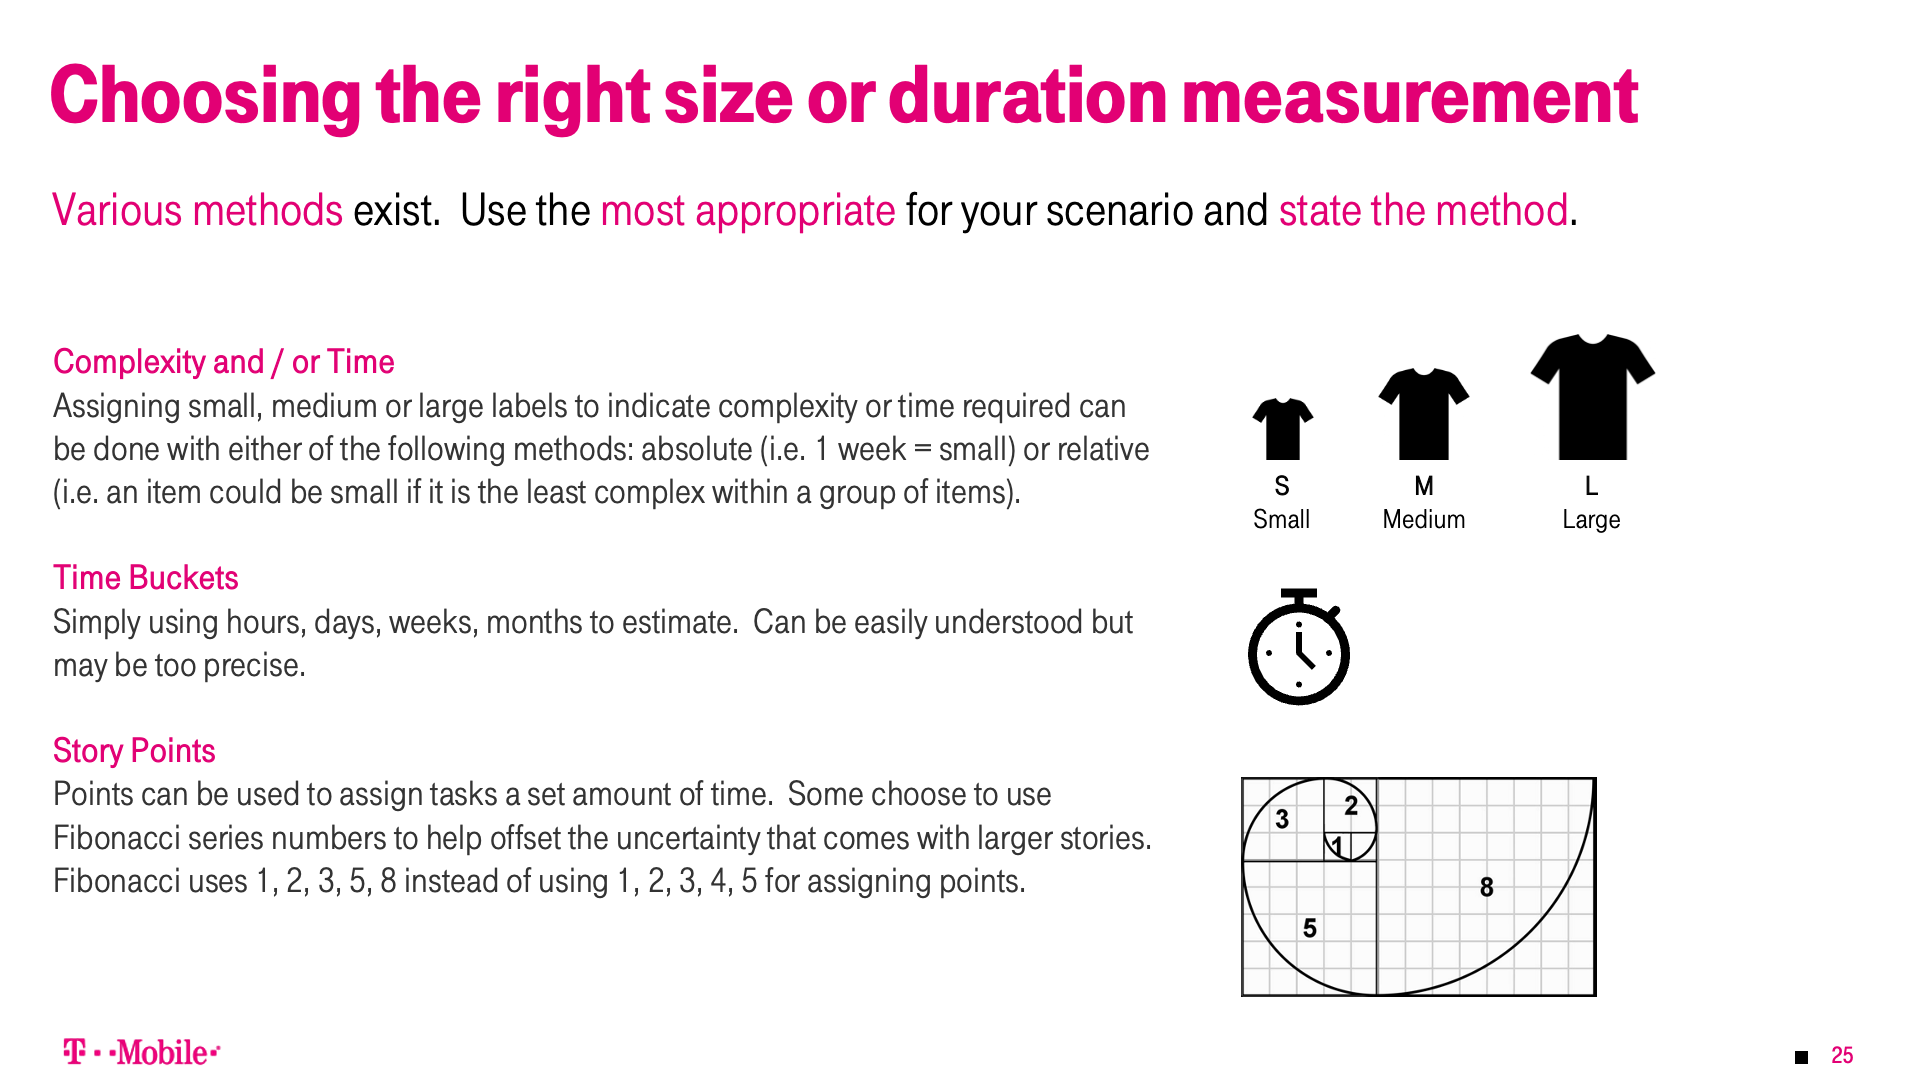 Choosing the right size or duration measurement
Various methods exist.  Use the most appropriate for your scenario and state the method.
Complexity and / or Time
Assigning small, medium or large labels to indicate complexity or time required can
be done with either of the following methods: absolute (i.e. 1 week = small) or relative
(i.e. an item could be small if it is the least complex within a group of items).
S
Small
M
Medium
L
Large
Time Buckets
Simply using hours, days, weeks, months to estimate.  Can be easily understood but
may be too precise.
Story Points
Points can be used to assign tasks a set amount of time.  Some choose to use
Fibonacci series numbers to help offset the uncertainty that comes with larger stories.
Fibonacci uses 1, 2, 3, 5, 8 instead of using 1, 2, 3, 4, 5 for assigning points.
3
2
1
8
5
T··Mobile·
25